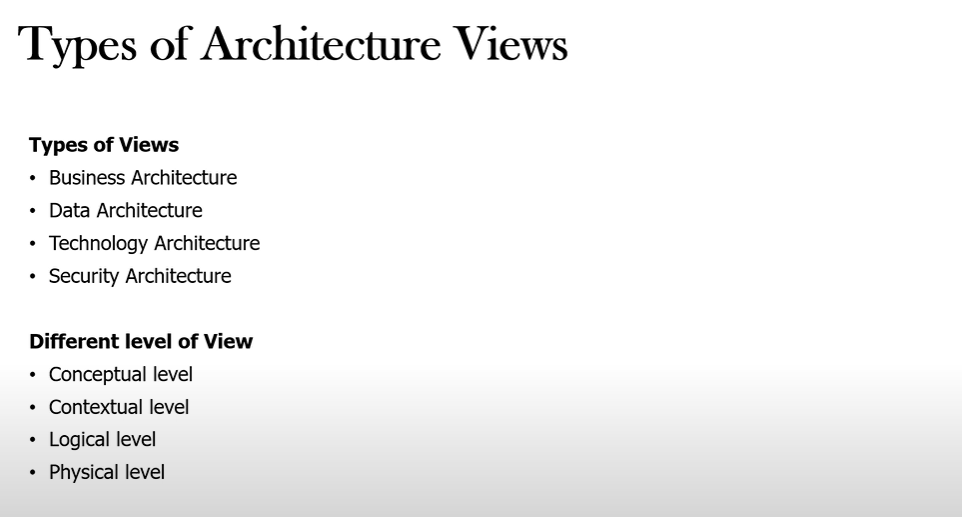 Types of Architecture Views
Types of Views
• Business Architecture
• Data Architecture
• Technology Architecture
• Security Architecture
Different level of View
• Conceptual level
• Contextual level
• Logical level
• Physical level